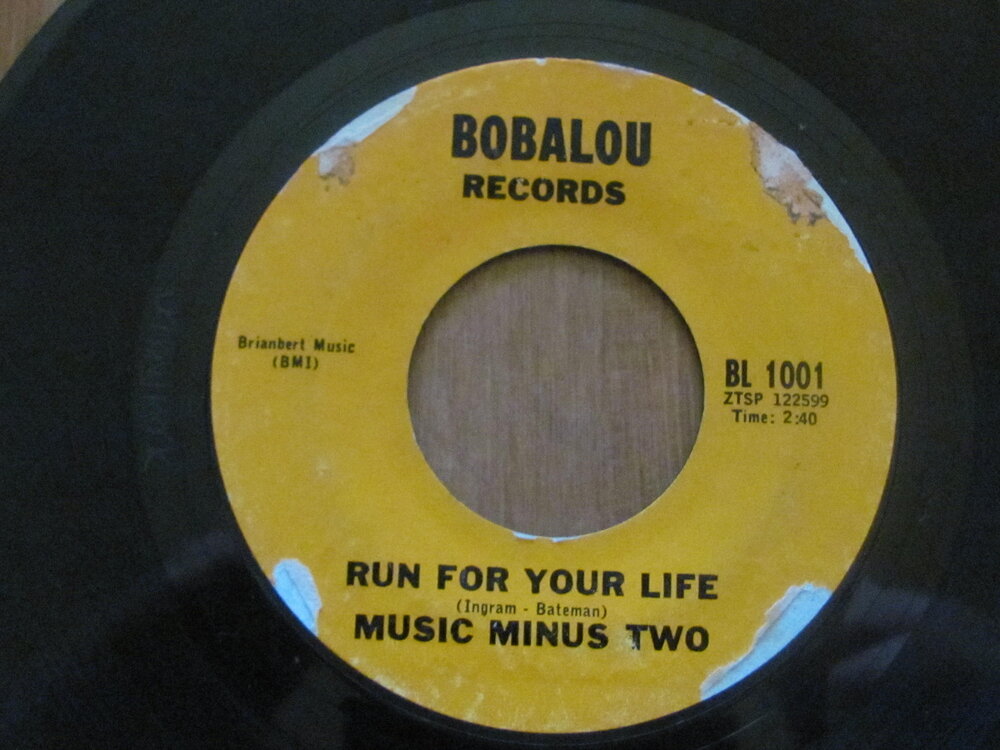 BOBALOU
RECORDS
Brianbert Music
(BMI)
BL 1001
ZTSP 122599
Time: 2:40
RUN FOR YOUR LIFE
(Ingram - Bateman)
MUSIC MINUS TWO